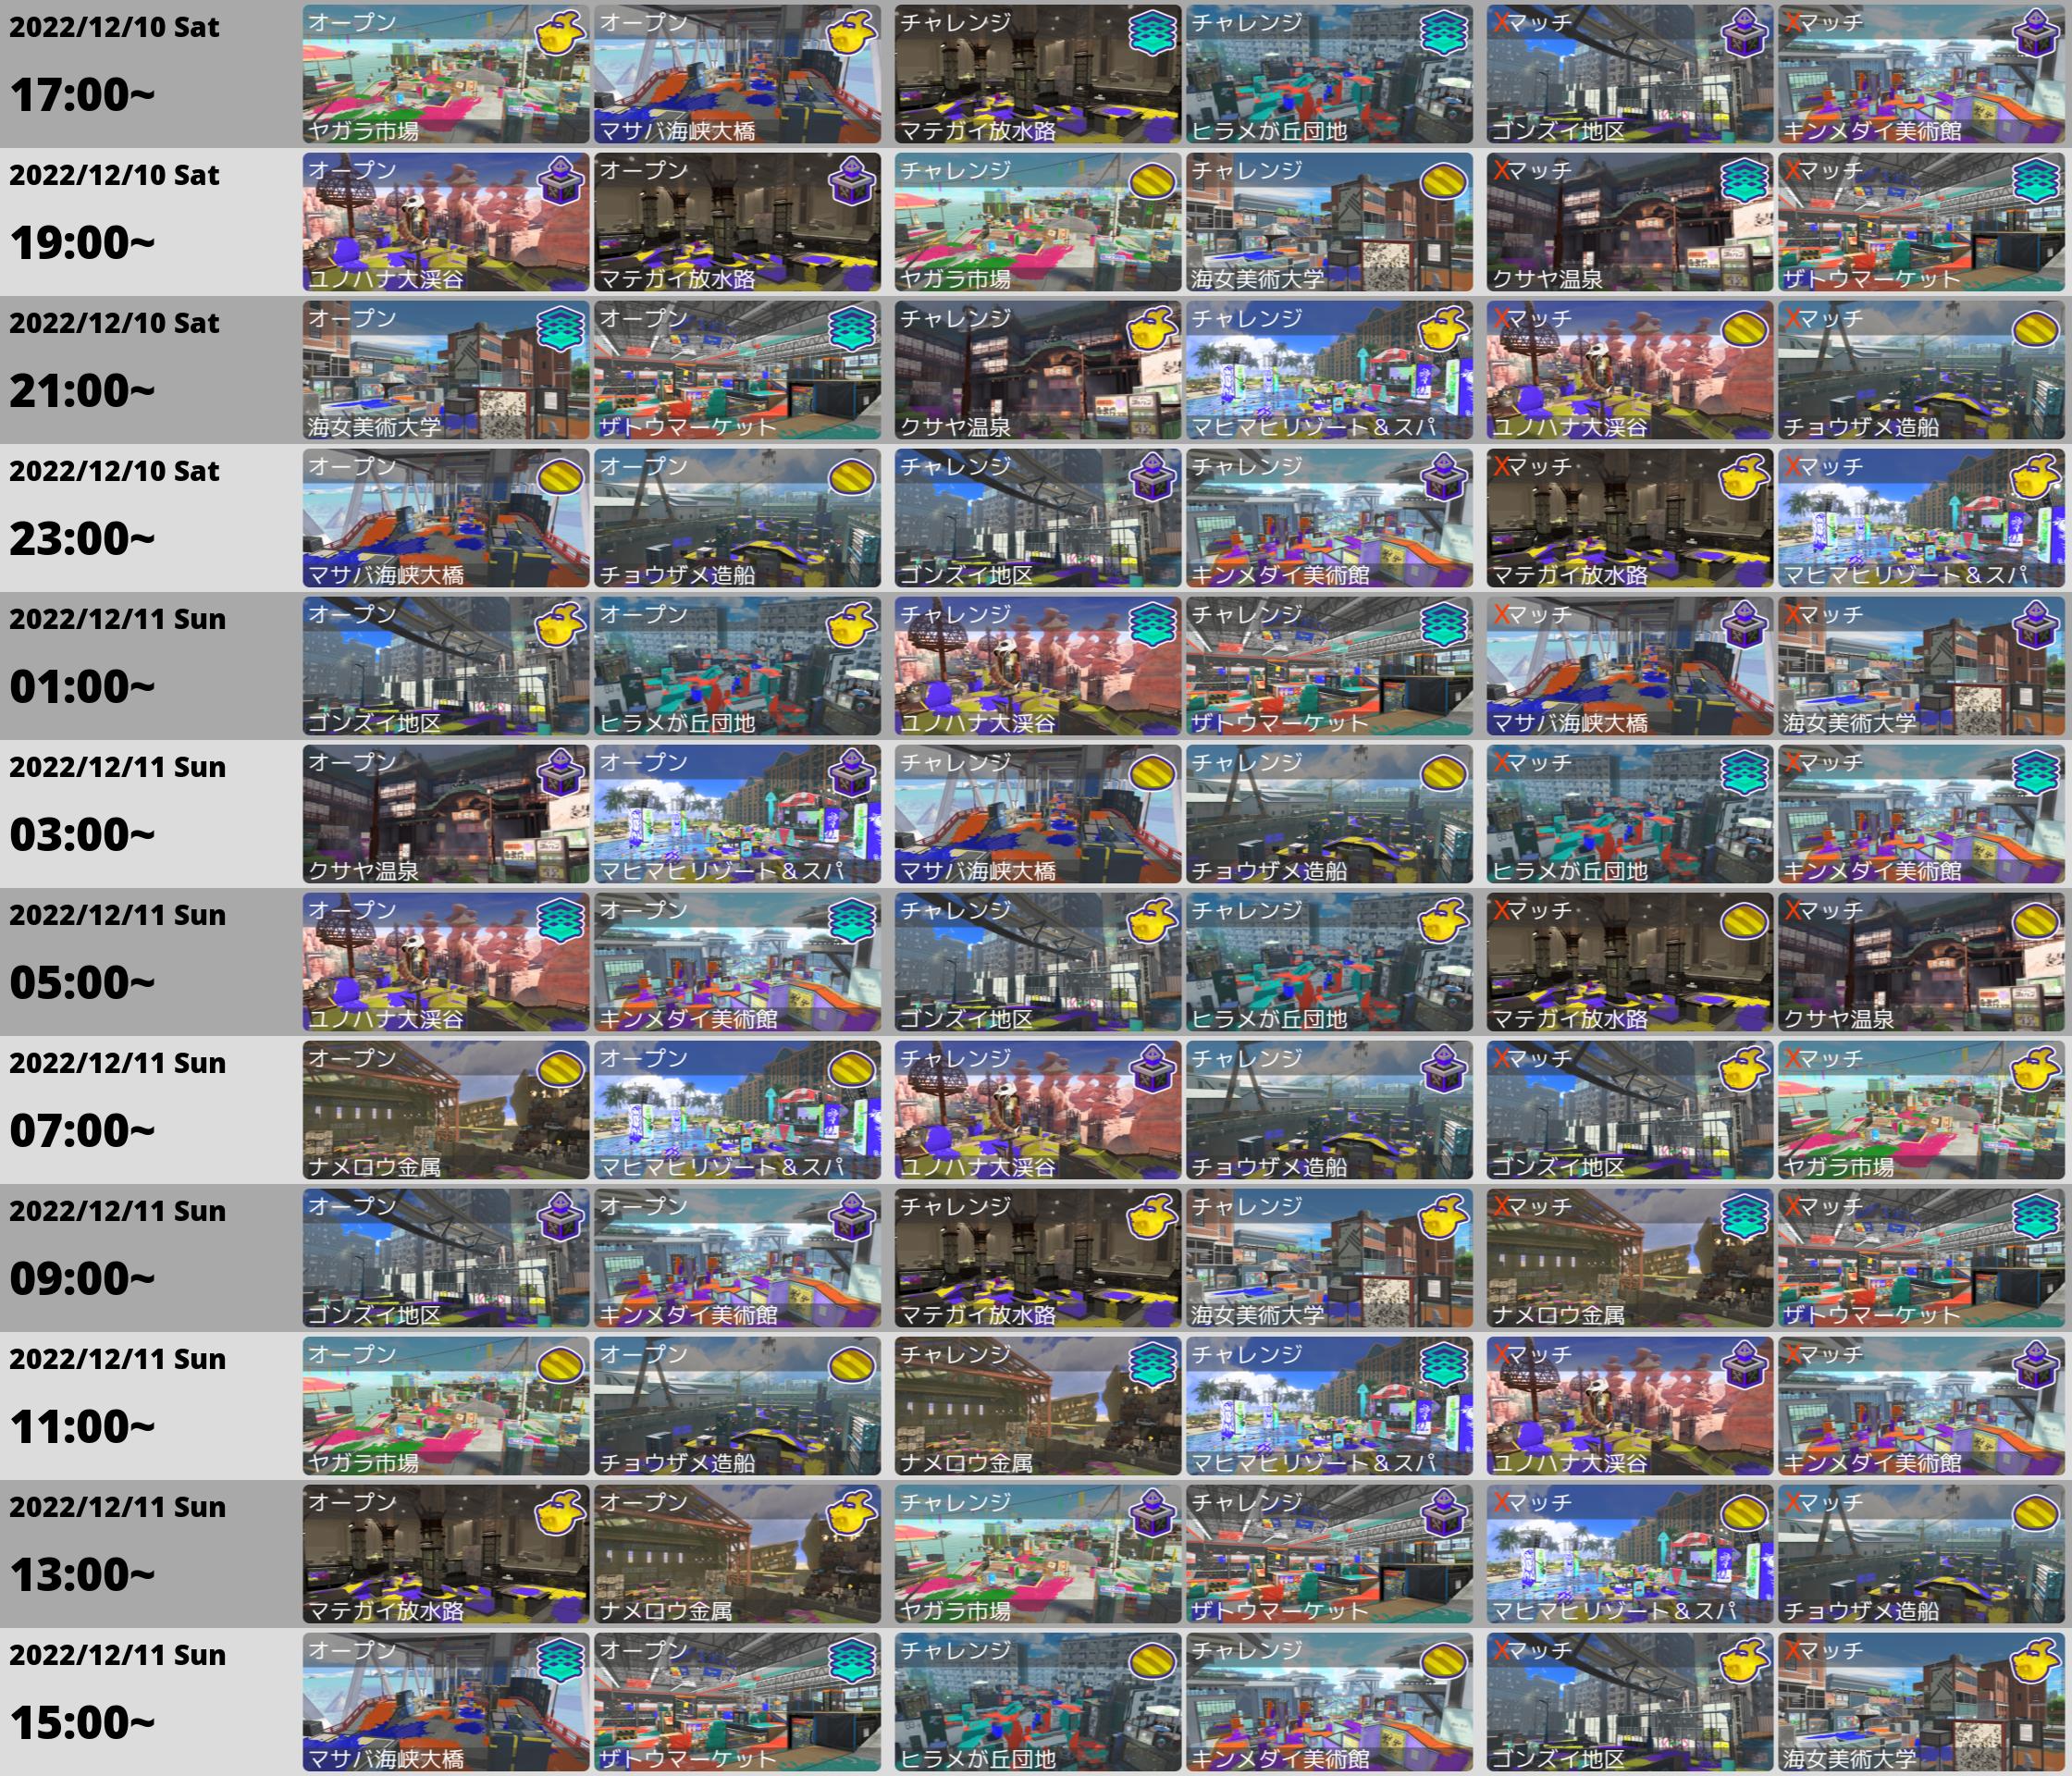 2022/12/10 Sat
17:00~
オープン オープン チャレンジ チャレンジ Xマッチ Xマッチ
ヤガラ市場 マサバ海峡大橋 マテガイ放水路 ヒラメが丘団地 ゴンズイ地区 キンメダイ美術館
2022/12/10 Sat
19:00~
オープン オープン チャレンジ チャレンジ Xマッチ Xマッチ
ユノハナ大渓谷 マテガイ放水路 ヤガラ市場 海女美術大学 クサヤ温泉 ザトウマーケット
2022/12/10 Sat
21:00~
オープン オープン チャレンジ チャレンジ Xマッチ Xマッチ
海女美術大学 ザトウマーケット クサヤ温泉 マヒマヒリゾート＆スパ ユノハナ大渓谷 チョウザメ造船
2022/12/10 Sat
23:00~
オープン オープン チャレンジ チャレンジ Xマッチ Xマッチ
マサバ海峡大橋 チョウザメ造船 ゴンズイ地区 キンメダイ美術館 マテガイ放水路 マヒマヒリゾート＆スパ
2022/12/11 Sun
01:00~
オープン オープン チャレンジ チャレンジ Xマッチ Xマッチ
ゴンズイ地区 ヒラメが丘団地 ユノハナ大渓谷 ザトウマーケット マサバ海峡大橋 海女美術大学
2022/12/11 Sun
03:00~
オープン オープン チャレンジ チャレンジ Xマッチ Xマッチ
クサヤ温泉 マヒマヒリゾート＆スパ マサバ海峡大橋 チョウザメ造船 ヒラメが丘団地 キンメダイ美術館
2022/12/11 Sun
05:00~
オープン オープン チャレンジ チャレンジ Xマッチ Xマッチ
ユノハナ大渓谷 キンメダイ美術館 ゴンズイ地区 ヒラメが丘団地 マテガイ放水路 クサヤ温泉
2022/12/11 Sun
07:00~
オープン オープン チャレンジ チャレンジ Xマッチ Xマッチ
ナメロウ金属 マヒマヒリゾート＆スパ ユノハナ大渓谷 チョウザメ造船 ゴンズイ地区 ヤガラ市場
2022/12/11 Sun
09:00~
オープン オープン チャレンジ チャレンジ Xマッチ Xマッチ
ゴンズイ地区 キンメダイ美術館 マテガイ放水路 海女美術大学 ナメロウ金属 ザトウマーケット
2022/12/11 Sun
11:00~
オープン オープン チャレンジ チャレンジ Xマッチ Xマッチ
ヤガラ市場 チョウザメ造船 ナメロウ金属 マヒマヒリゾート＆スパ ユノハナ大渓谷 キンメダイ美術館
2022/12/11 Sun
13:00~
オープン オープン チャレンジ チャレンジ Xマッチ Xマッチ
マテガイ放水路 ナメロウ金属 ヤガラ市場 ザトウマーケット マヒマヒリゾート＆スパ チョウザメ造船
2022/12/11 Sun
15:00~
オープン オープン チャレンジ チャレンジ Xマッチ Xマッチ
マサバ海峡大橋 ザトウマーケット ヒラメが丘団地 キンメダイ美術館 ゴンズイ地区 海女美術大学